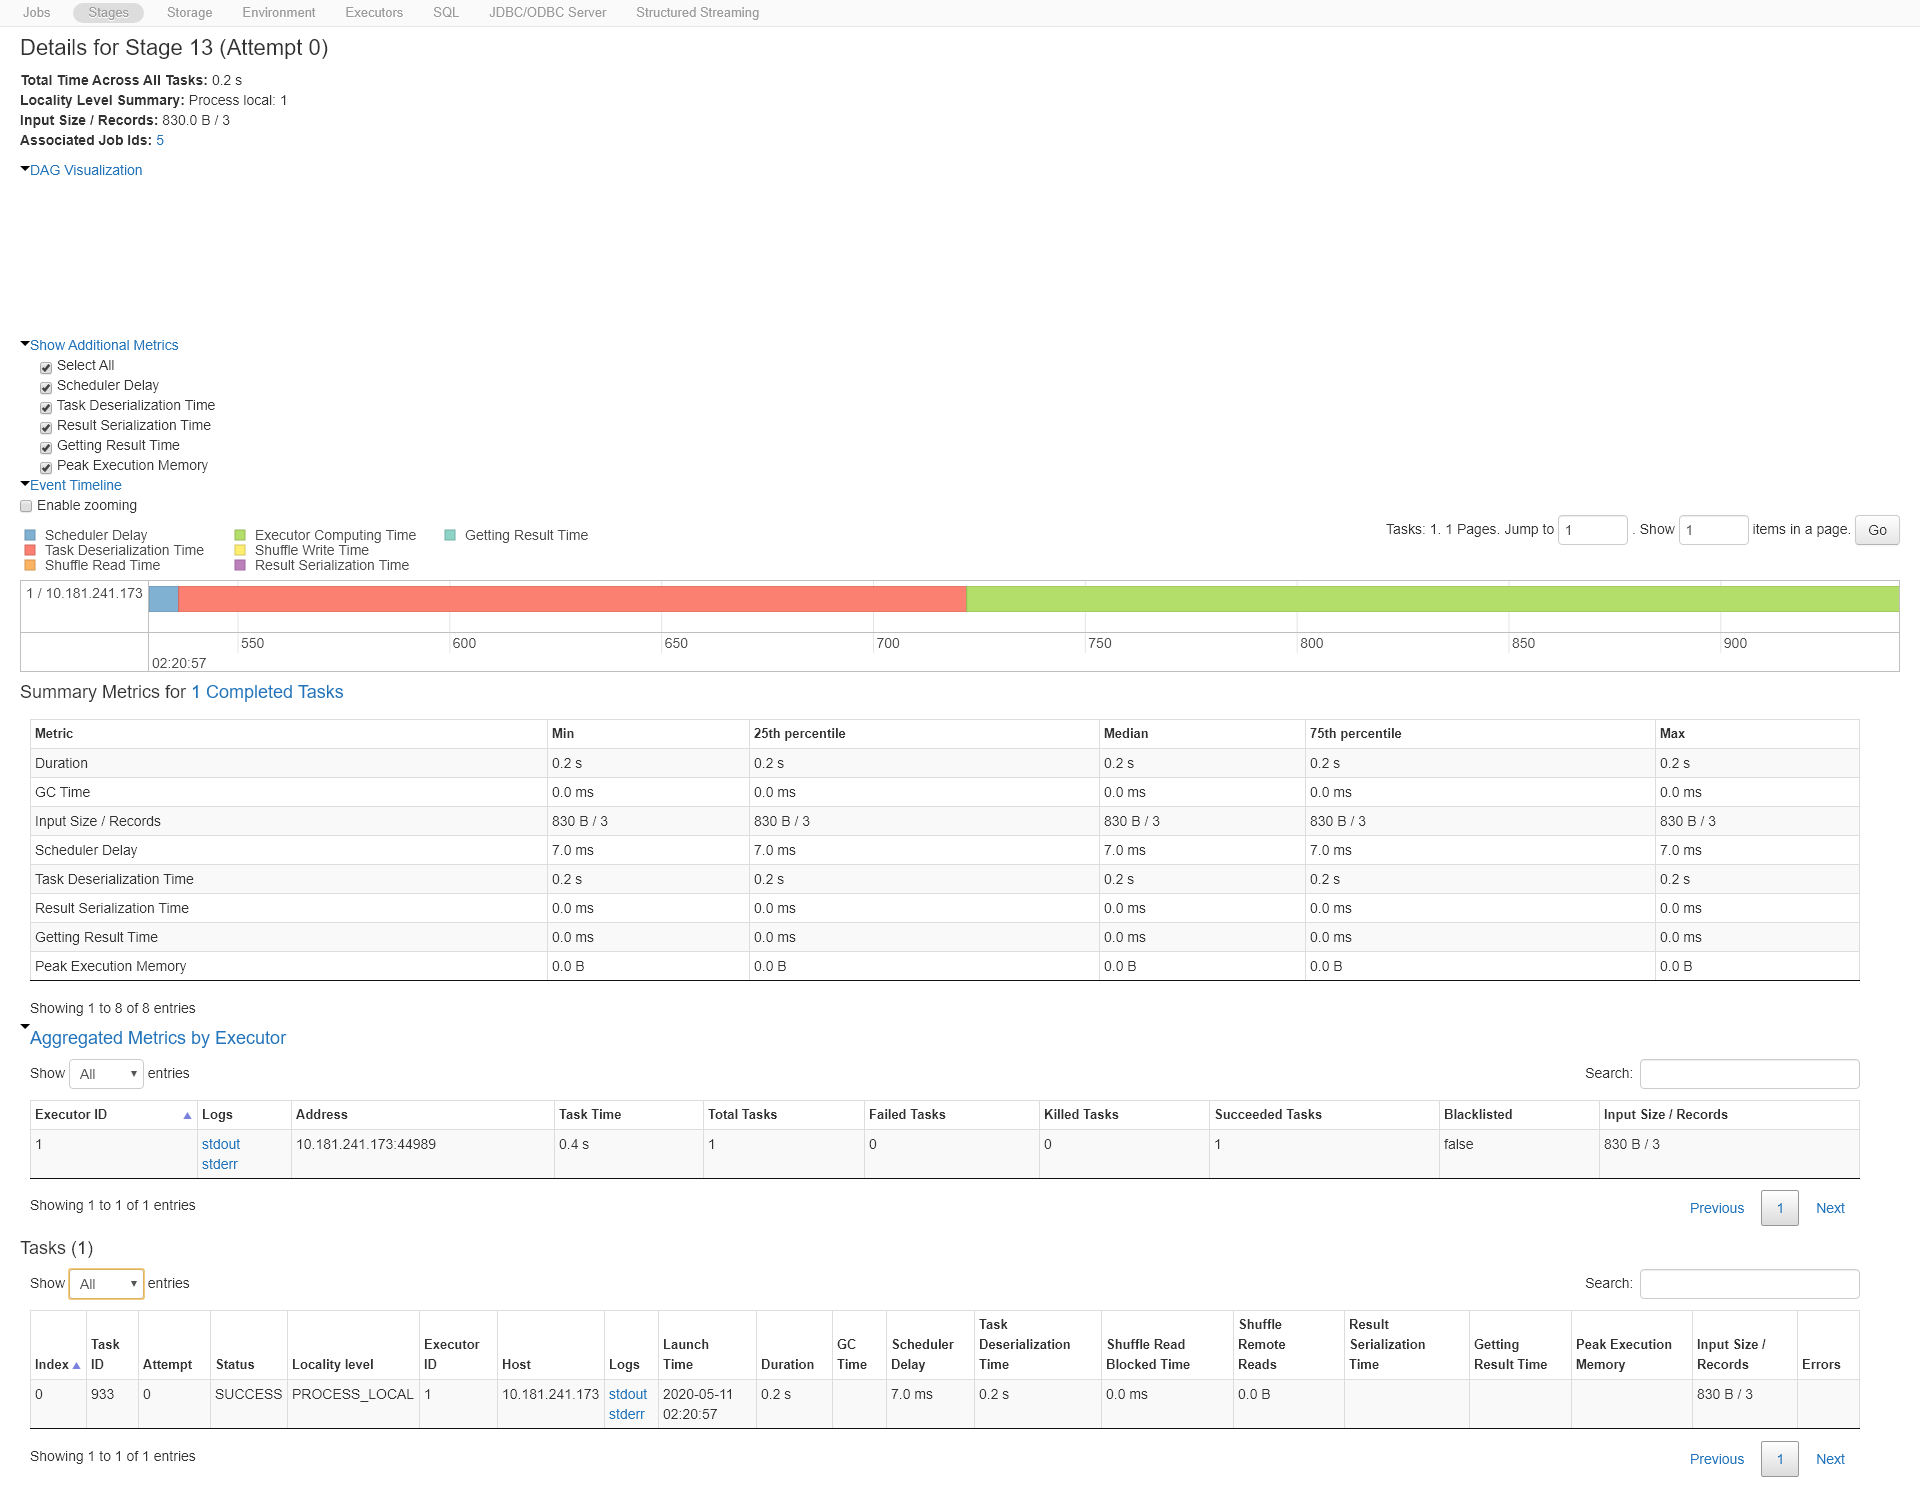 Jobs Stages Storage Environment Executors SQL JDBC/ODBC Server Structured Streaming
Details for Stage 13 (Attempt 0)
Total Time Across All Tasks: 0.2 s
Locality Level Summary: Process local: 1
Input Size / Records: 830.0 B / 3
Associated Job Ids: 5
DAG Visualization
Show Additional Metrics
Select All
Scheduler Delay
Task Deserialization Time
Result Serialization Time
Getting Result Time
Peak Execution Memory
Event Timeline
Enable zooming
Tasks: 1. 1 Pages. Jump to 1 . Show 1 items in a page. Go
Scheduler Delay Executor Computing Time Getting Result Time
Task Deserialization Time Shuffle Write Time
Shuffle Read Time Result Serialization Time
1 / 10.181.241.173
550 600 650 700 750 800 850 900
02:20:57
Summary Metrics for 1 Completed Tasks
Metric Min 25th percentile Median 75th percentile Max
Duration 0.2 s 0.2 s 0.2 s 0.2 s 0.2 s
GC Time 0.0 ms 0.0 ms 0.0 ms 0.0 ms 0.0 ms
Input Size / Records 830 B / 3 830 B / 3 830 B / 3 830 B / 3 830 B / 3
Scheduler Delay 7.0 ms 7.0 ms 7.0 ms 7.0 ms 7.0 ms
Task Deserialization Time 0.2 s 0.2 s 0.2 s 0.2 s 0.2 s
Result Serialization Time 0.0 ms 0.0 ms 0.0 ms 0.0 ms 0.0 ms
Getting Result Time 0.0 ms 0.0 ms 0.0 ms 0.0 ms 0.0 ms
Peak Execution Memory 0.0 B 0.0 B 0.0 B 0.0 B 0.0 B
Showing 1 to 8 of 8 entries
Aggregated Metrics by Executor
Show All entries Search:
Executor ID Logs Address Task Time Total Tasks Failed Tasks Killed Tasks Succeeded Tasks Blacklisted Input Size / Records
1 stdout 10.181.241.173:44989 0.4 s 1 0 0 1 false 830 B / 3
stderr
Showing 1 to 1 of 1 entries
Previous 1 Next
Tasks (1)
Show All entries Search:
Task Shuffle Result
Task Executor Launch GC Scheduler Deserialization Shuffle Read Remote Serialization Getting Peak Execution Input Size /
Index ID Attempt Status Locality level ID Host Logs Time Duration Time Delay Time Blocked Time Reads Time Result Time Memory Records Errors
0 933 0 SUCCESS PROCESS_LOCAL 1 10.181.241.173 stdout 2020-05-11 0.2 s 7.0 ms 0.2 s 0.0 ms 0.0 B 830 B / 3
stderr 02:20:57
Showing 1 to 1 of 1 entries
Previous 1 Next